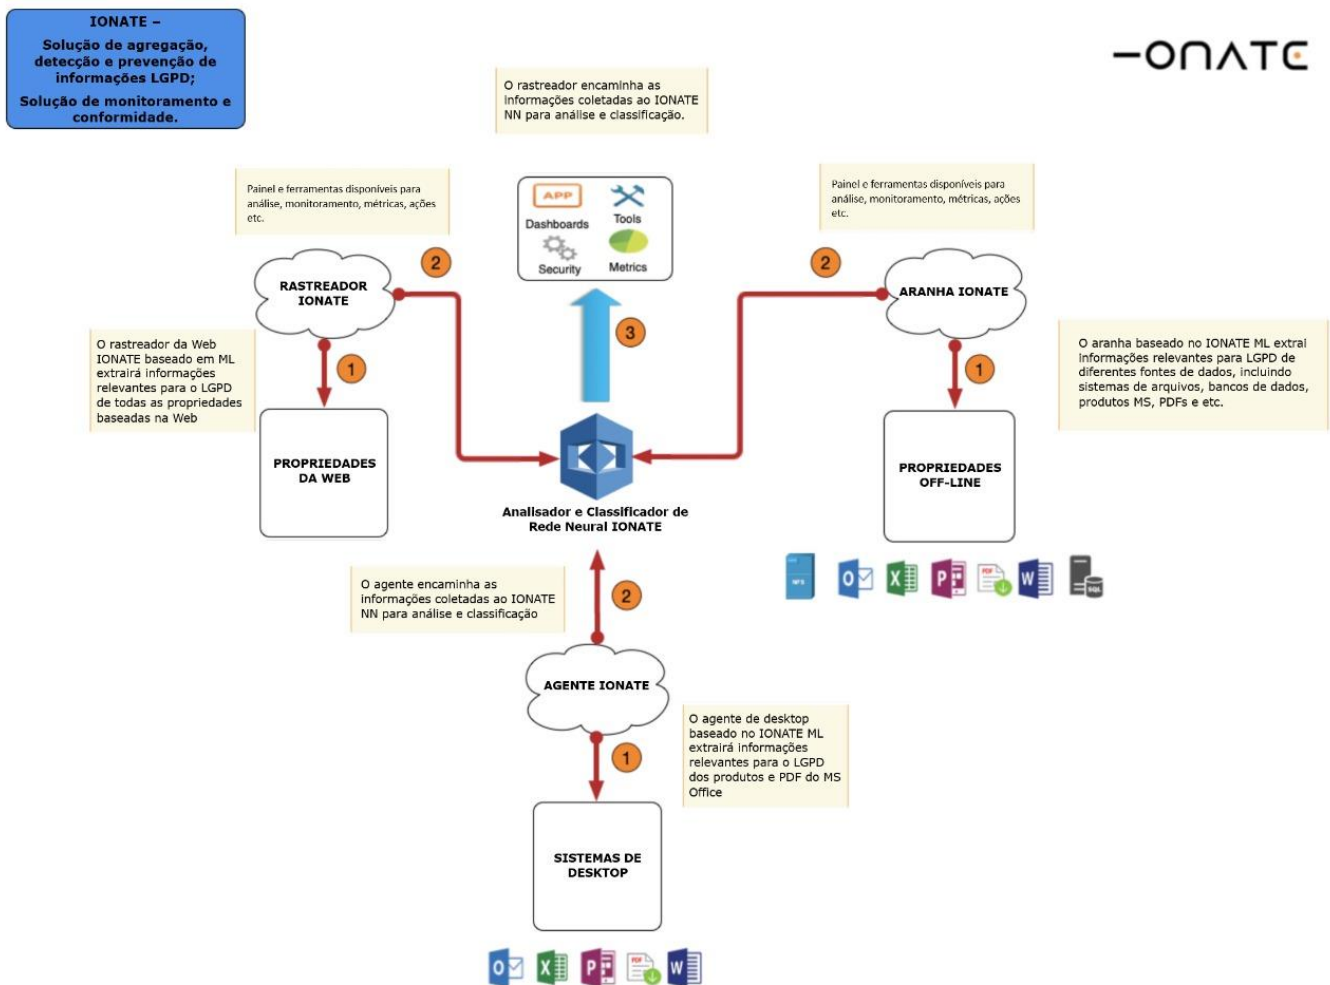 IONATE –
Solução de agregação,
detecção e prevenção de
informações LGPD;
Solução de monitoramento e
conformidade.
IONATE
O rastreador encaminha as
informações coletadas ao IONATE
NN para análise e classificação.
Painel e ferramentas disponíveis para
análise, monitoramento, métricas, ações
etc.
APP
Dashboards
Tools
Security
Metrics
Painel e ferramentas disponíveis para
análise, monitoramento, métricas, ações
etc.
2
RASTREADOR
IONATE
2
ARANHA IONATE
3
O rastreador da Web
IONATE baseado em ML
extrairá informações
relevantes para o LGPD
de todas as propriedades
baseadas na Web
1
1
O aranha baseado no IONATE ML extrai
informações relevantes para LGPD de
diferentes fontes de dados, incluindo
sistemas de arquivos, bancos de dados,
produtos MS, PDFs e etc.
PROPRIEDADES
DA WEB
PROPRIEDADES
OFF-LINE
Analisador e Classificador de
Rede Neural IONATE
NFS
O
X
P
PDF
W
SQL
O agente encaminha as
informações coletadas ao IONATE
NN para análise e classificação
2
AGENTE IONATE
1
O agente de desktop
baseado no IONATE ML
extrairá informações
relevantes para o LGPD
dos produtos e PDF do MS
Office
SISTEMAS DE
DESKTOP
O
X
P
PDF
W